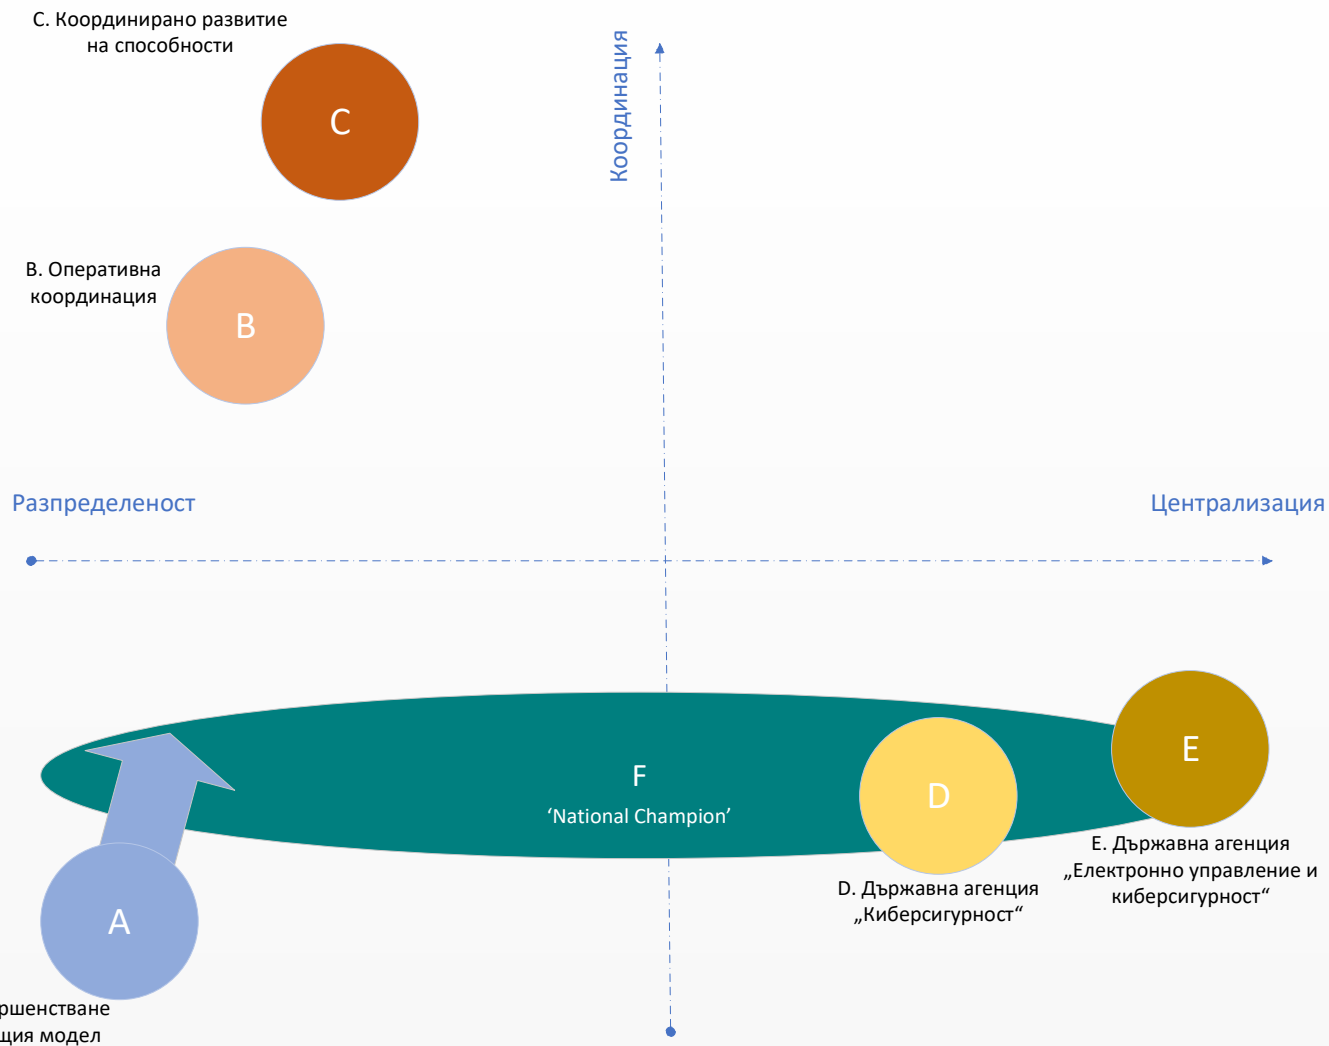 C. Координирано развитие
на способности
C
Координация
B. Оперативна
координация
B
Разпределеност
Централизация
F
‘National Champion’
D
E
E. Държавна агенция
„Електронно управление и
киберсигурност“
D. Държавна агенция
„Киберсигурност“
A
ршенстване
щия модел